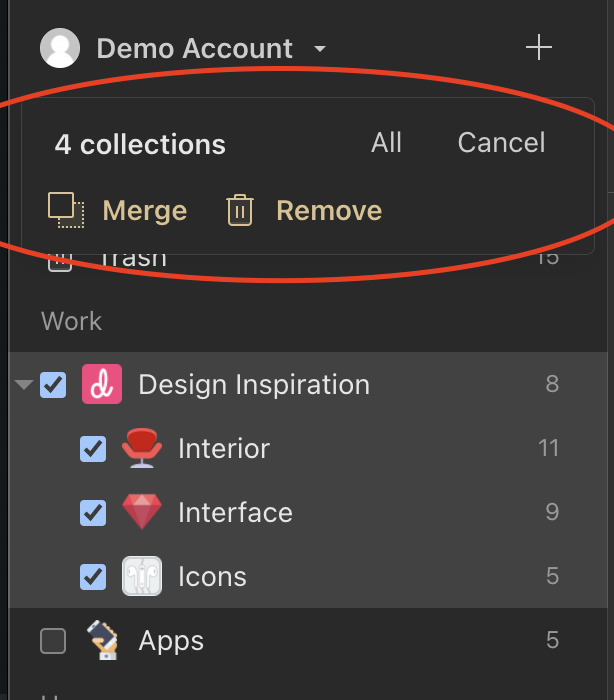 Demo Account
4 collections All Cancel
Merge Remove
Trash 15
Work
Design Inspiration 8
Interior 11
Interface 9
Icons 5
Apps 5